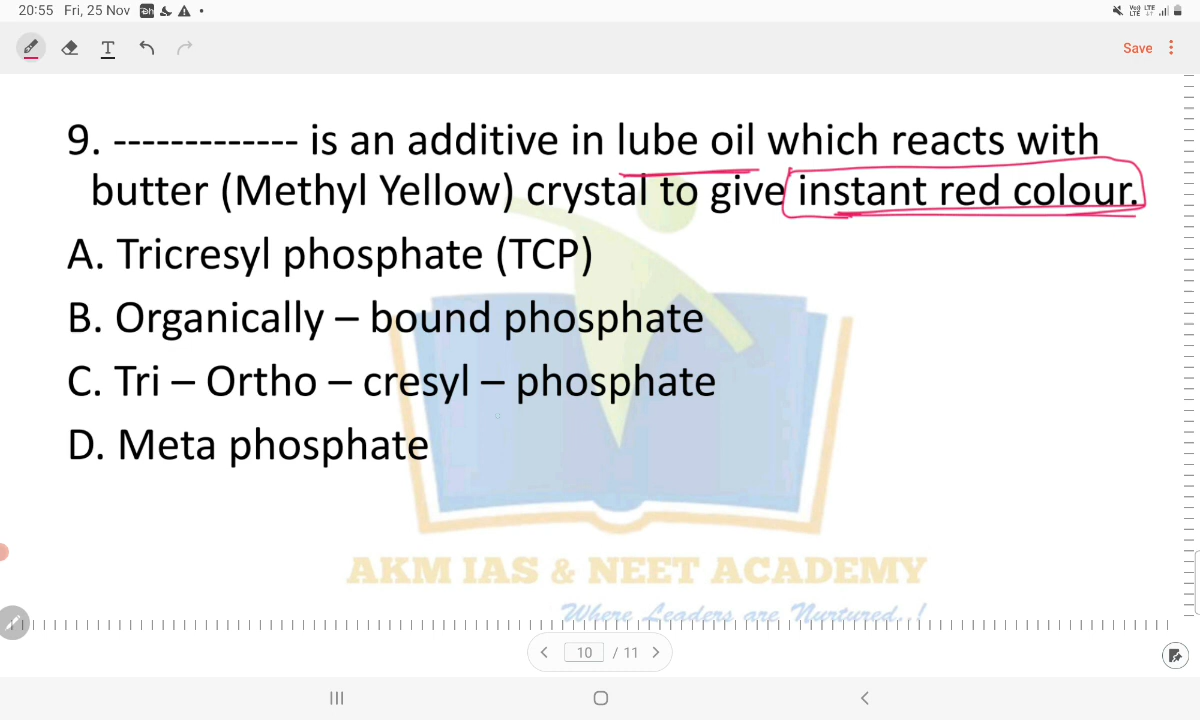 20:55 Fri, 25 Nov
Save
9. ------------- is an additive in lube oil which reacts with
butter (Methyl Yellow) crystal to give instant red colour.
A. Tricresyl phosphate (TCP)
B. Organically – bound phosphate
C. Tri – Ortho – cresyl – phosphate
D. Meta phosphate
AKM IAS & NEET ACADEMY
Where Leaders are Nurtured..!
10 / 11